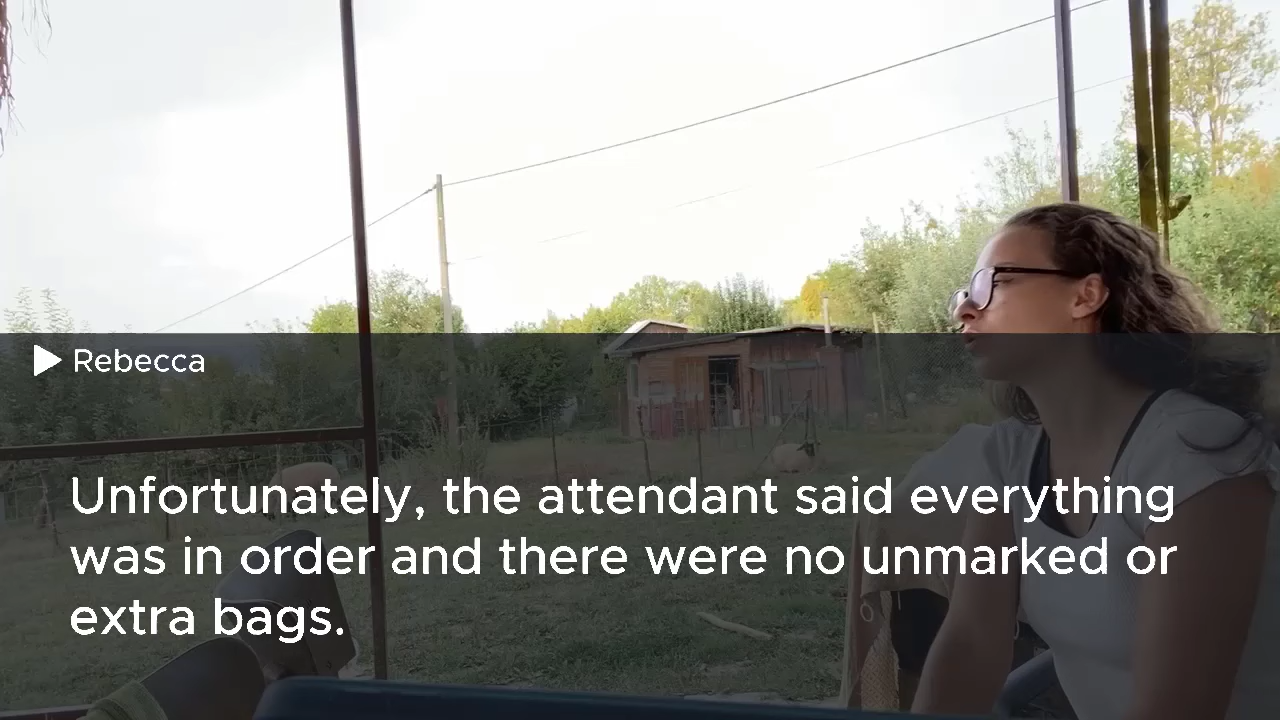 Rebecca
Unfortunately, the attendant said everything
was in order and there were no unmarked or
extra bags.